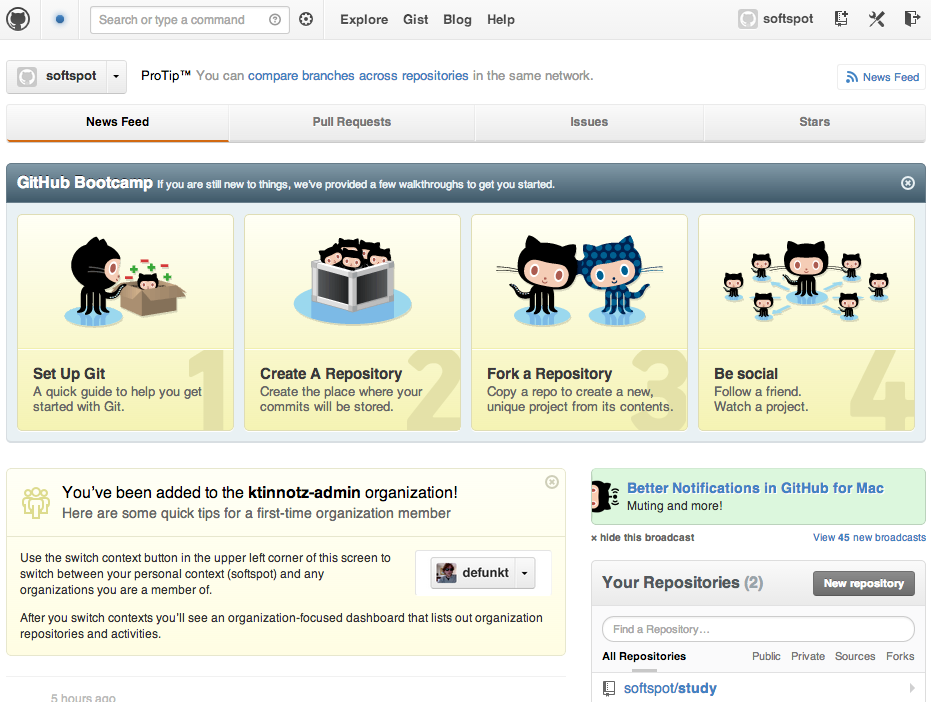 Search or type a command
Explore Gist Blog Help
softspot
softspot
ProTip™ You can compare branches across repositories in the same network.
News Feed
News Feed
Pull Requests
Issues
Stars
GitHub Bootcamp If you are still new to things, we've provided a few walkthroughs to get you started.
1
Set Up Git
A quick guide to help you get
started with Git.
2
Create A Repository
Create the place where your
commits will be stored.
3
Fork a Repository
Copy a repo to create a new,
unique project from its contents.
4
Be social
Follow a friend.
Watch a project.
You've been added to the ktinnotz-admin organization!
Here are some quick tips for a first-time organization member
Use the switch context button in the upper left corner of this screen to
switch between your personal context (softspot) and any
organizations you are a member of.
defunkt
After you switch contexts you'll see an organization-focused dashboard that lists out organization
repositories and activities.
5 hours ago
Better Notifications in GitHub for Mac
Muting and more!
× hide this broadcast
View 45 new broadcasts
Your Repositories (2)
New repository
Find a Repository…
All Repositories
Public Private Sources Forks
softspot/study